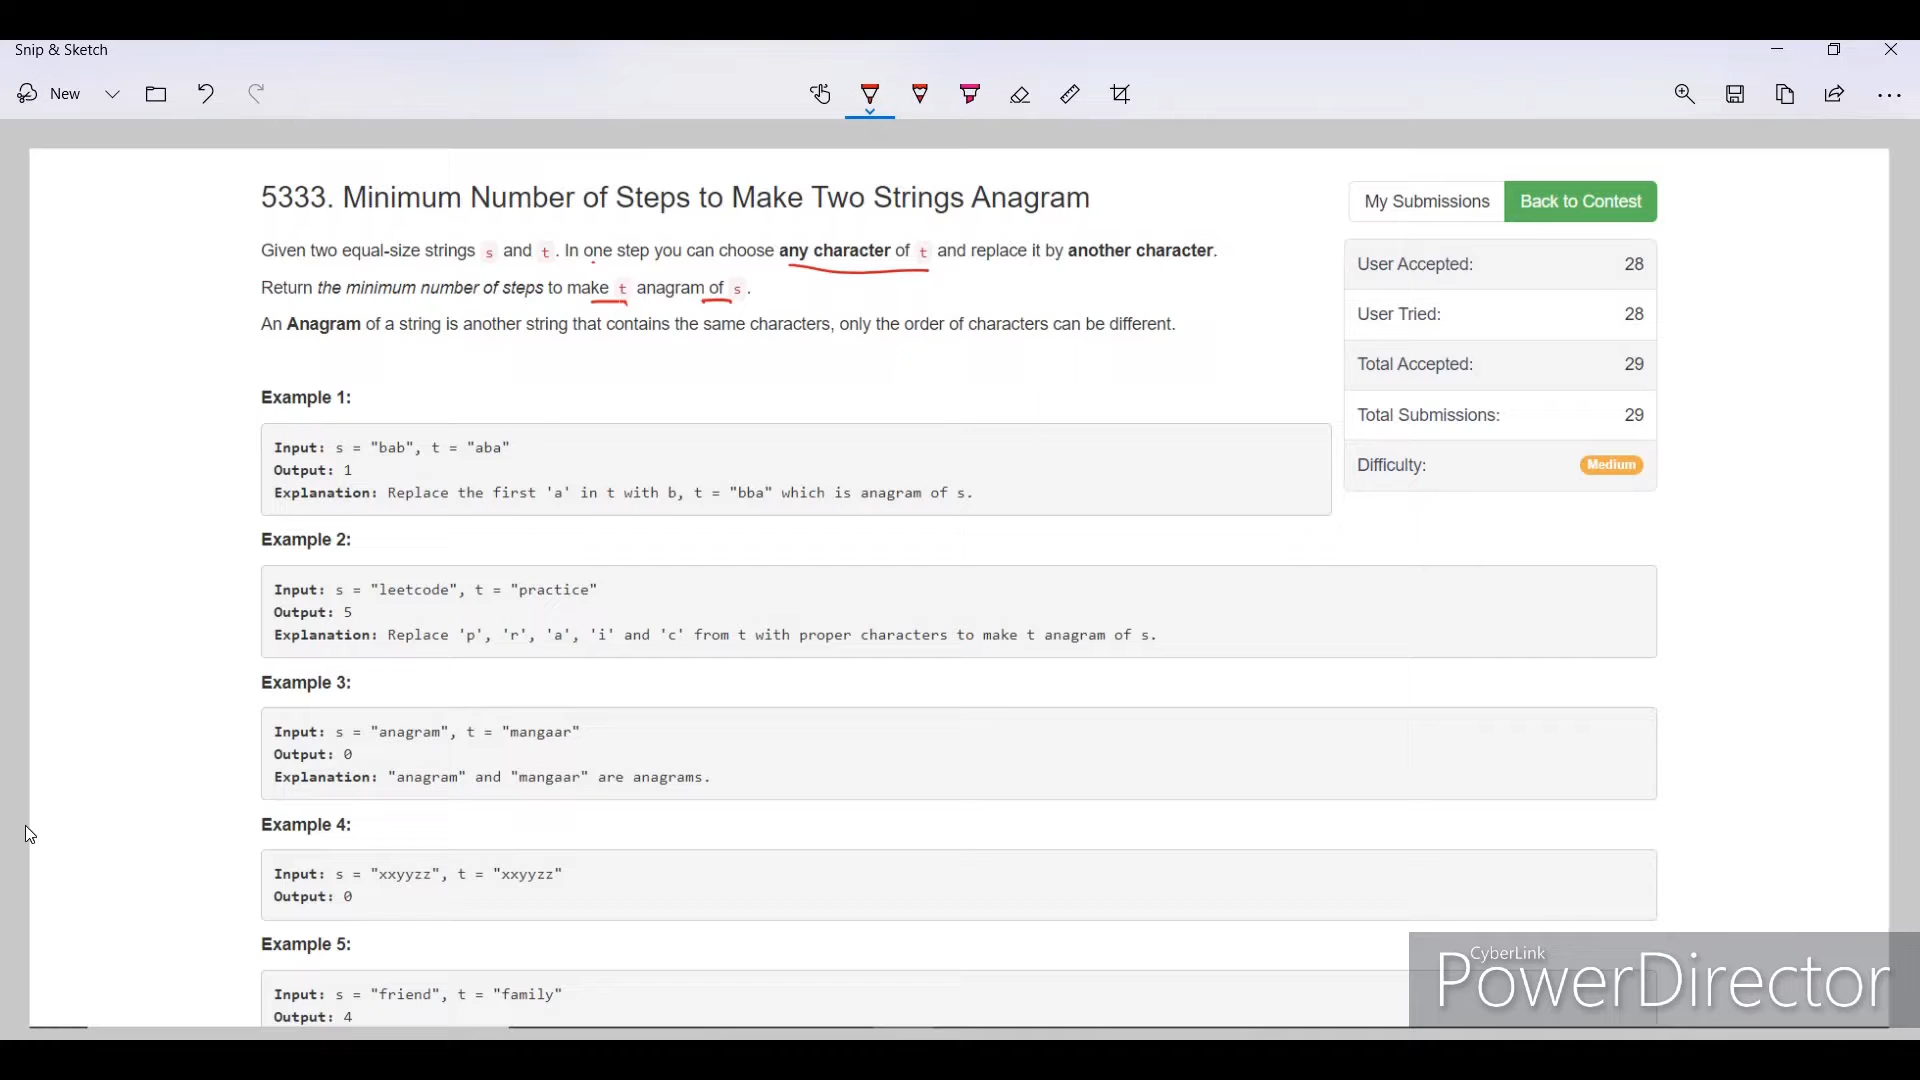 Snip & Sketch
New
5333. Minimum Number of Steps to Make Two Strings Anagram
My Submissions
Back to Contest
Given two equal-size strings s and t. In one step you can choose any character of t and replace it by another character.
Return the minimum number of steps to make t anagram of s.
An Anagram of a string is another string that contains the same characters, only the order of characters can be different.
User Accepted: 28
User Tried: 28
Total Accepted: 29
Total Submissions: 29
Difficulty: Medium
Example 1:
Input: s = "bab", t = "aba"
Output: 1
Explanation: Replace the first 'a' in t with b, t = "bba" which is anagram of s.
Example 2:
Input: s = "leetcode", t = "practice"
Output: 5
Explanation: Replace 'p', 'r', 'a', 'i' and 'c' from t with proper characters to make t anagram of s.
Example 3:
Input: s = "anagram", t = "mangaar"
Output: 0
Explanation: "anagram" and "mangaar" are anagrams.
Example 4:
Input: s = "xxyyzz", t = "xxyyzz"
Output: 0
Example 5:
Input: s = "friend", t = "family"
Output: 4
CyberLink
PowerDirector